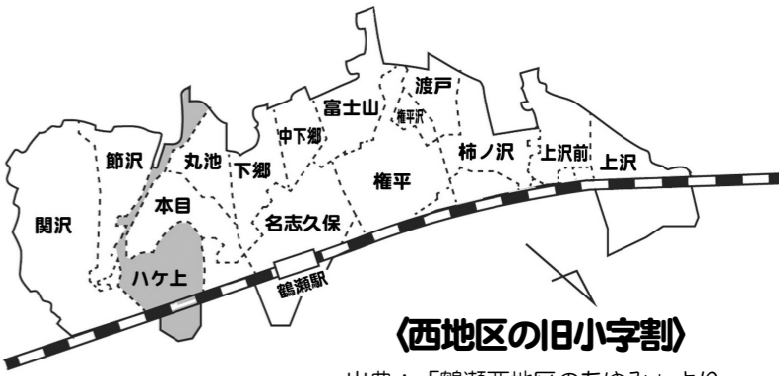 渡戸
富士山
権平沢
中下郷
節沢
丸池
下郷
柿ノ沢
上沢前
上沢
権平
本目
関沢
名志久保
ハケ上
鶴瀬駅
〈西地区の旧小字割〉